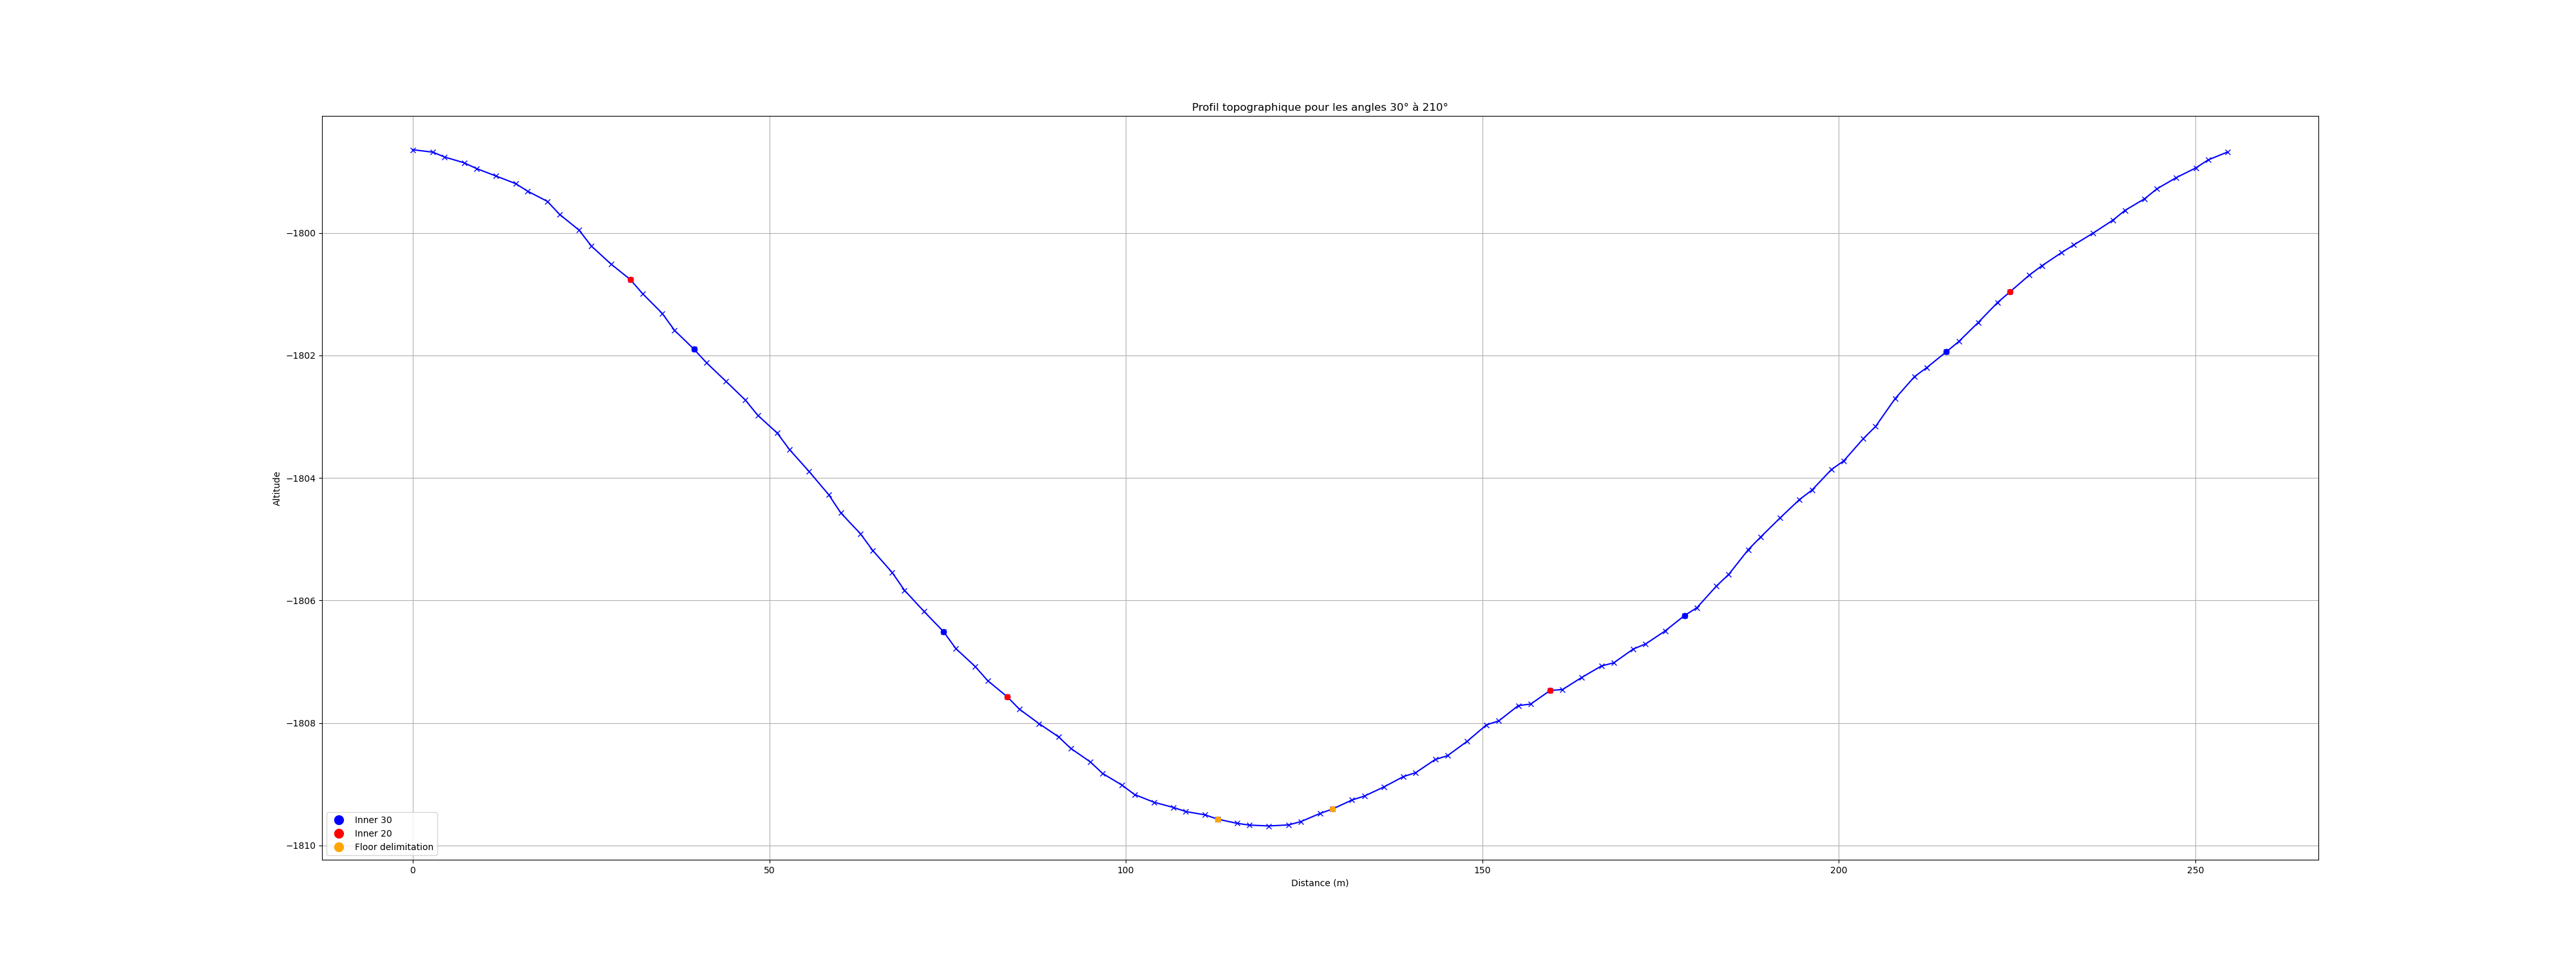 Profil topographique pour les angles 30° à 210°
Altitude
−1800
−1802
−1804
−1806
−1808
−1810
Inner 30
Inner 20
Floor delimitation
0 50 100 150 200 250
Distance (m)